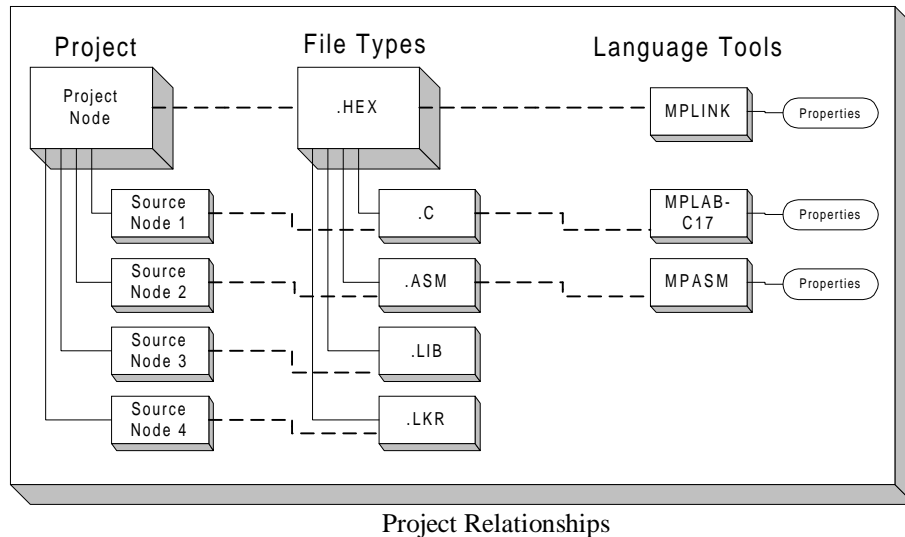 Project
File Types
Language Tools
Project
Node
.HEX
MPLINK
Properties
Source
Node 1
.C
MPLAB-
C17
Properties
Source
Node 2
.ASM
MPASM
Properties
Source
Node 3
.LIB
Source
Node 4
.LKR
Project Relationships